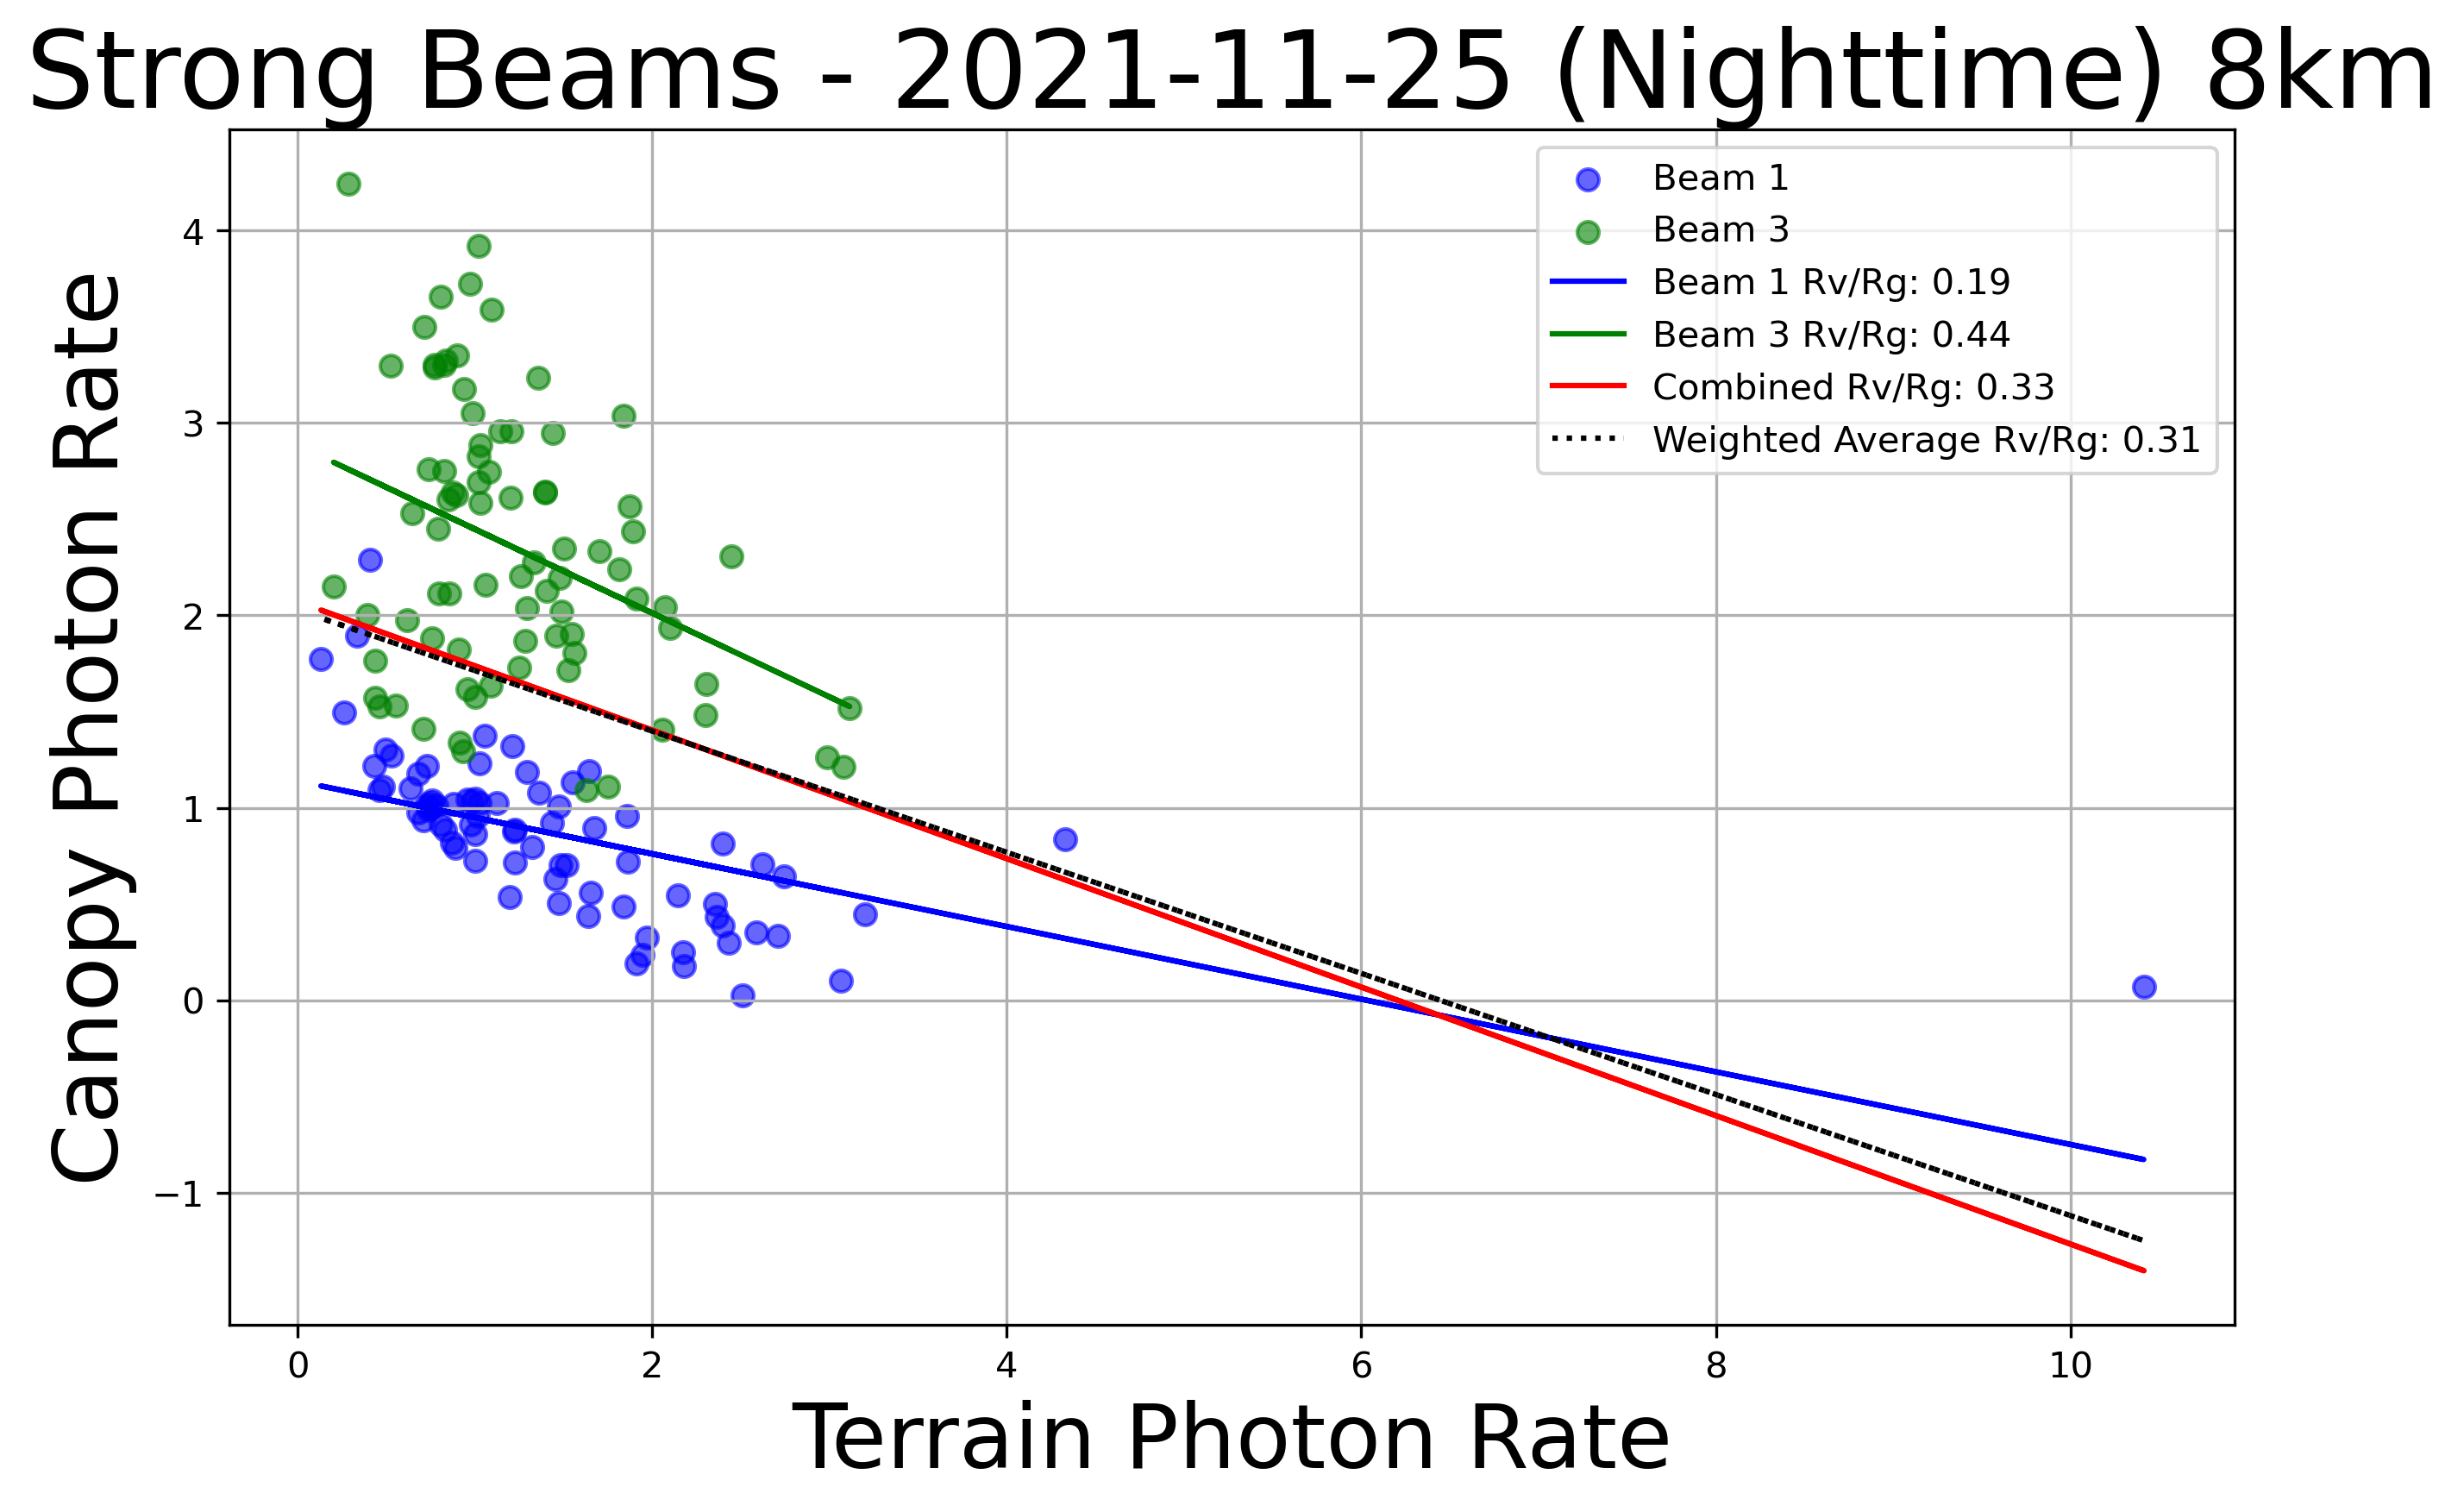 Strong Beams - 2021-11-25 (Nighttime) 8km
Beam 1
Beam 3
Beam 1 Rv/Rg: 0.19
Beam 3 Rv/Rg: 0.44
Combined Rv/Rg: 0.33
Weighted Average Rv/Rg: 0.31
Canopy Photon Rate
4
3
2
1
0
−1
0 2 4 6 8 10
Terrain Photon Rate